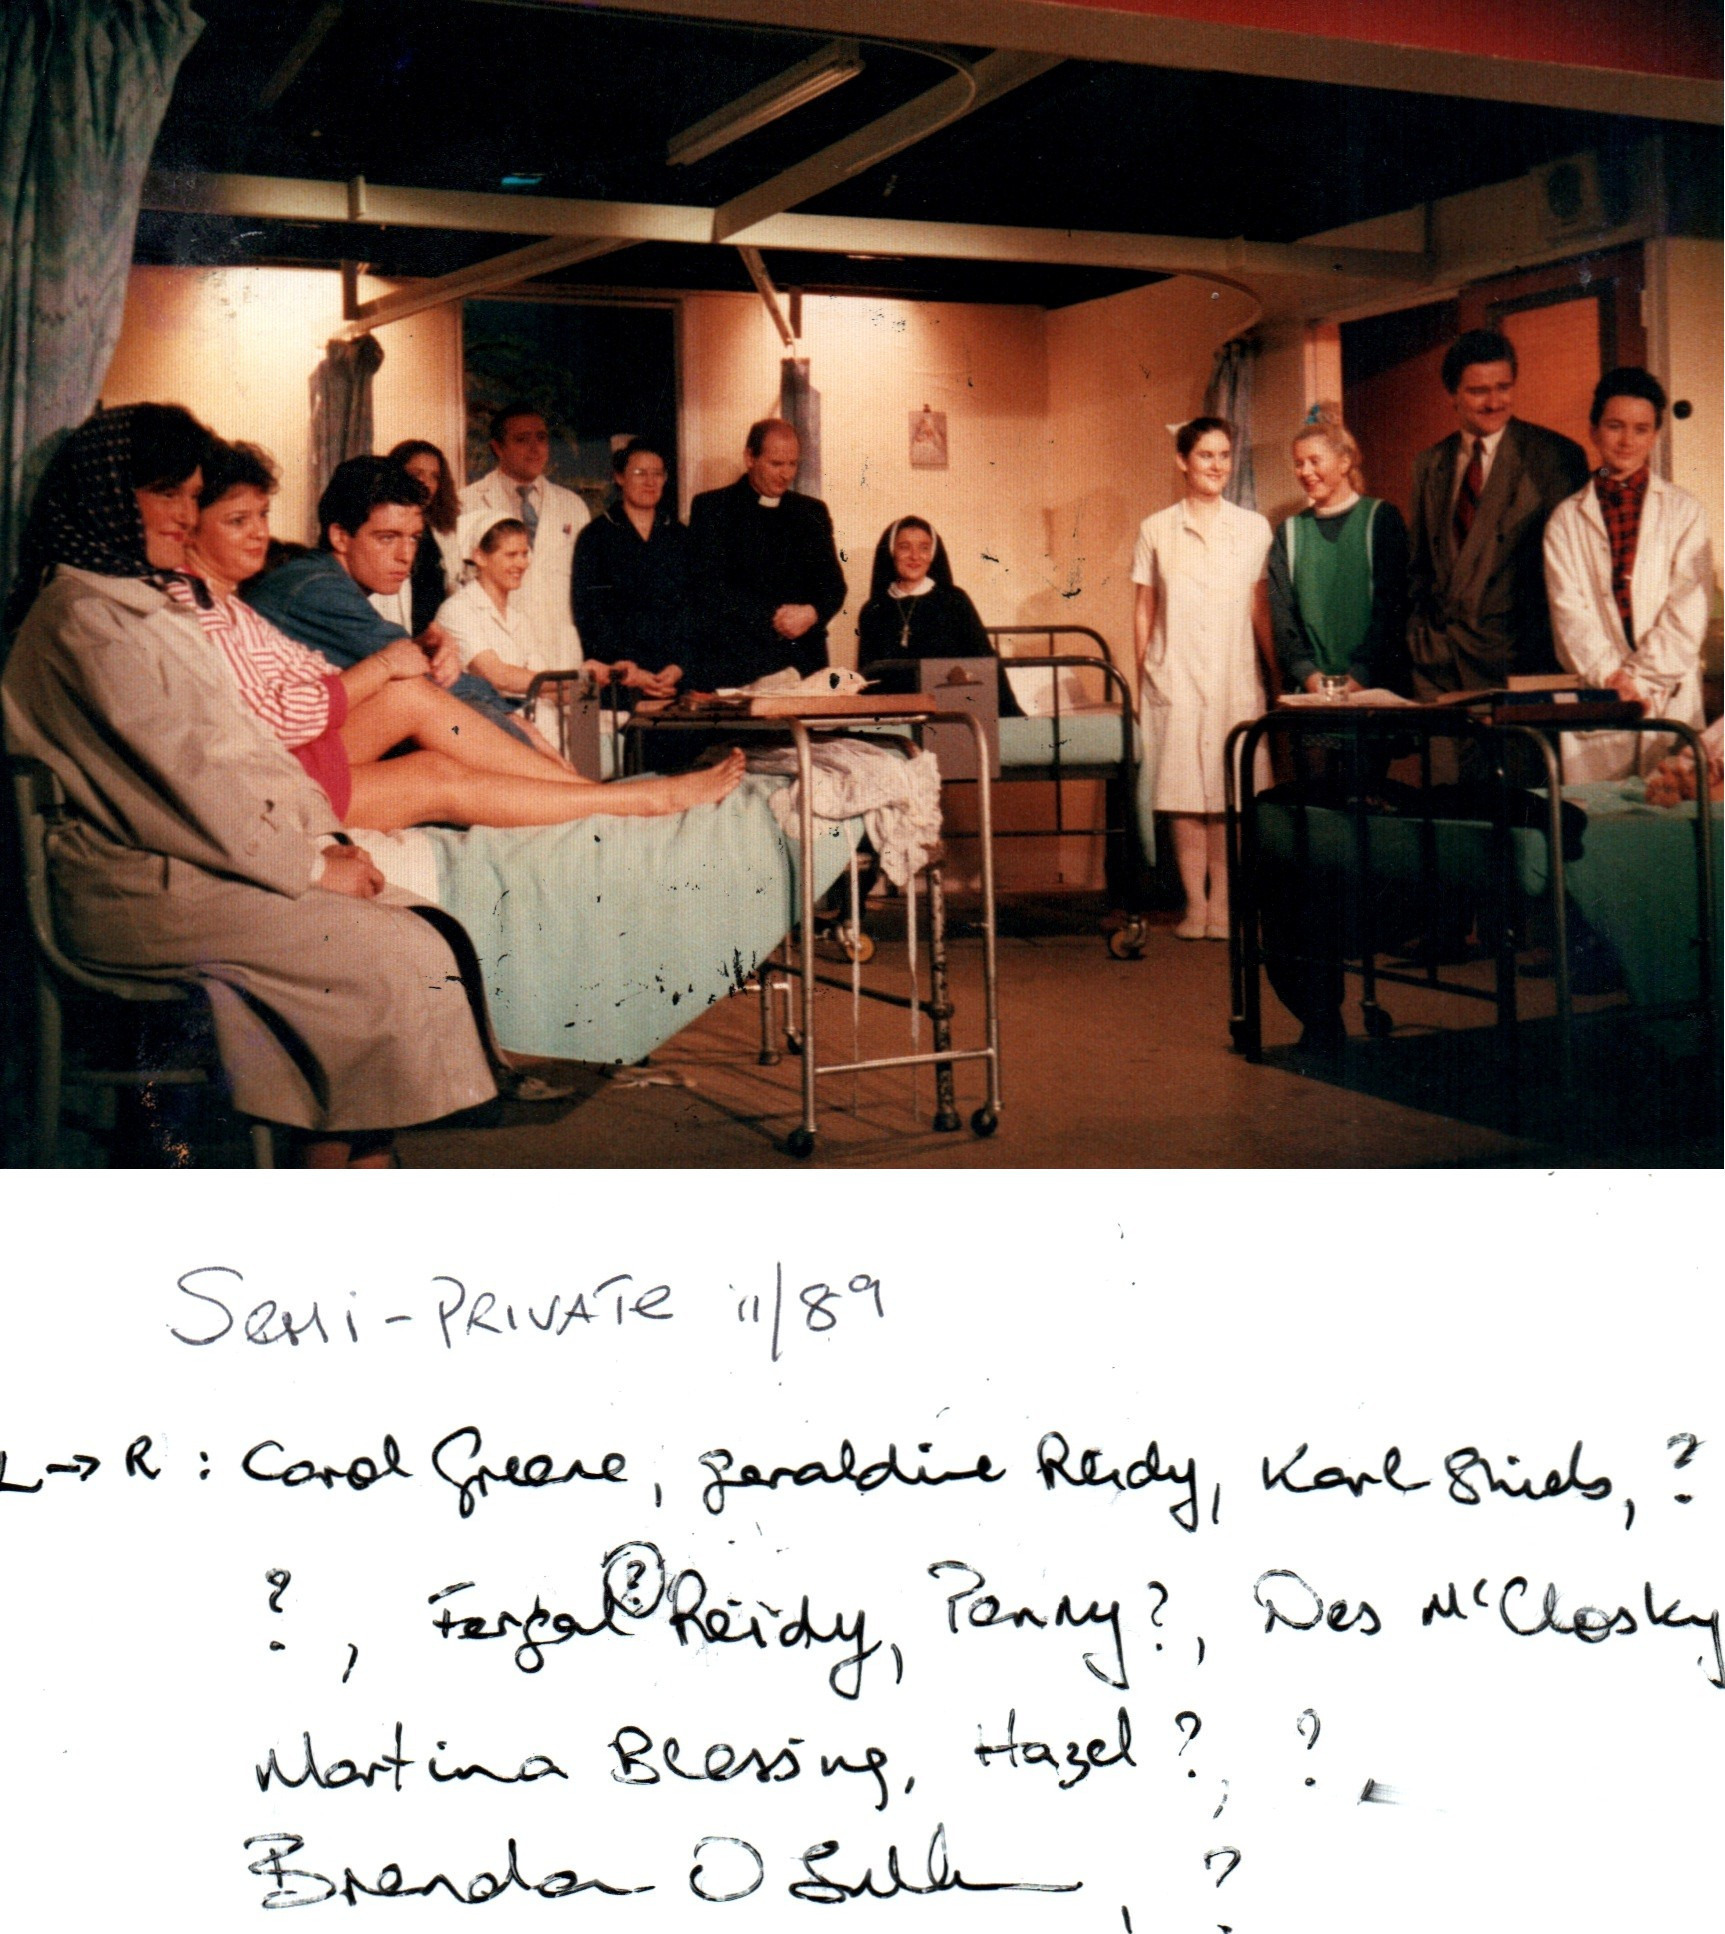 Semi-Private 11/89
L → R : Carol Greene, Geraldine Reidy, Karl Shiels, ?
?, Fergal ? Reidy, Penny ?, Des McClosky
Martina Blessing, Hazel ?, ?
Brendan O Sullivan, ?